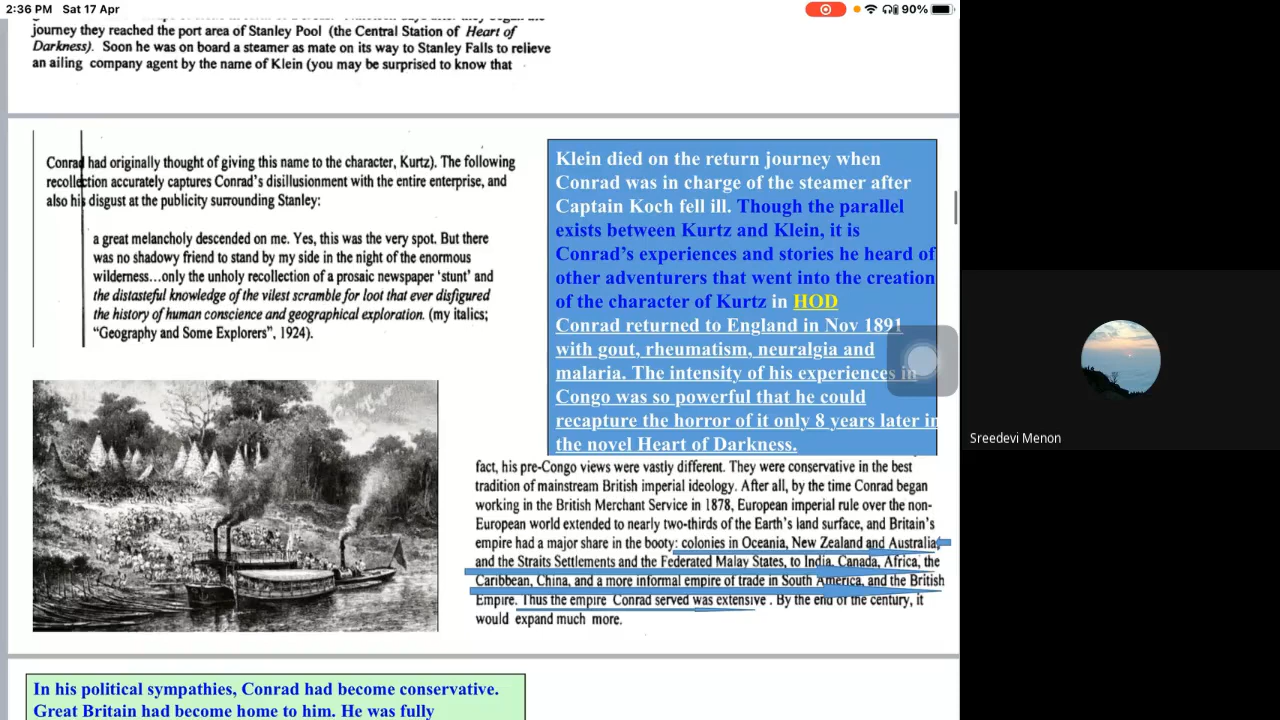 2:36 PM Sat 17 Apr
90%
journey they reached the port area of Stanley Pool (the Central Station of Heart of
Darkness). Soon he was on board a steamer as mate on its way to Stanley Falls to relieve
an ailing company agent by the name of Klein (you may be surprised to know that
Conrad had originally thought of giving this name to the character, Kurtz). The following
recollection accurately captures Conrad's disillusionment with the entire enterprise, and
also his disgust at the publicity surrounding Stanley:
a great melancholy descended on me. Yes, this was the very spot. But there
was no shadowy friend to stand by my side in the night of the enormous
wilderness...only the unholy recollection of a prosaic newspaper 'stunt' and
the distasteful knowledge of the vilest scramble for loot that ever disfigured
the history of human conscience and geographical exploration. (my italics;
"Geography and Some Explorers", 1924).
Klein died on the return journey when
Conrad was in charge of the steamer after
Captain Koch fell ill. Though the parallel
exists between Kurtz and Klein, it is
Conrad's experiences and stories he heard of
other adventurers that went into the creation
of the character of Kurtz in HOD
Conrad returned to England in Nov 1891
with gout, rheumatism, neuralgia and
malaria. The intensity of his experiences in
Congo was so powerful that he could
recapture the horror of it only 8 years later in
the novel Heart of Darkness.
fact, his pre-Congo views were vastly different. They were conservative in the best
tradition of mainstream British imperial ideology. After all, by the time Conrad began
working in the British Merchant Service in 1878, European imperial rule over the non-
European world extended to nearly two-thirds of the Earth's land surface, and Britain's
empire had a major share in the booty: colonies in Oceania, New Zealand and Australia,
and the Straits Settlements and the Federated Malay States, to India, Canada, Africa, the
Caribbean, China, and a more informal empire of trade in South America, and the British
Empire. Thus the empire Conrad served was extensive. By the end of the century, it
would expand much more.
In his political sympathies, Conrad had become conservative.
Great Britain had become home to him. He was fully
Sreedevi Menon